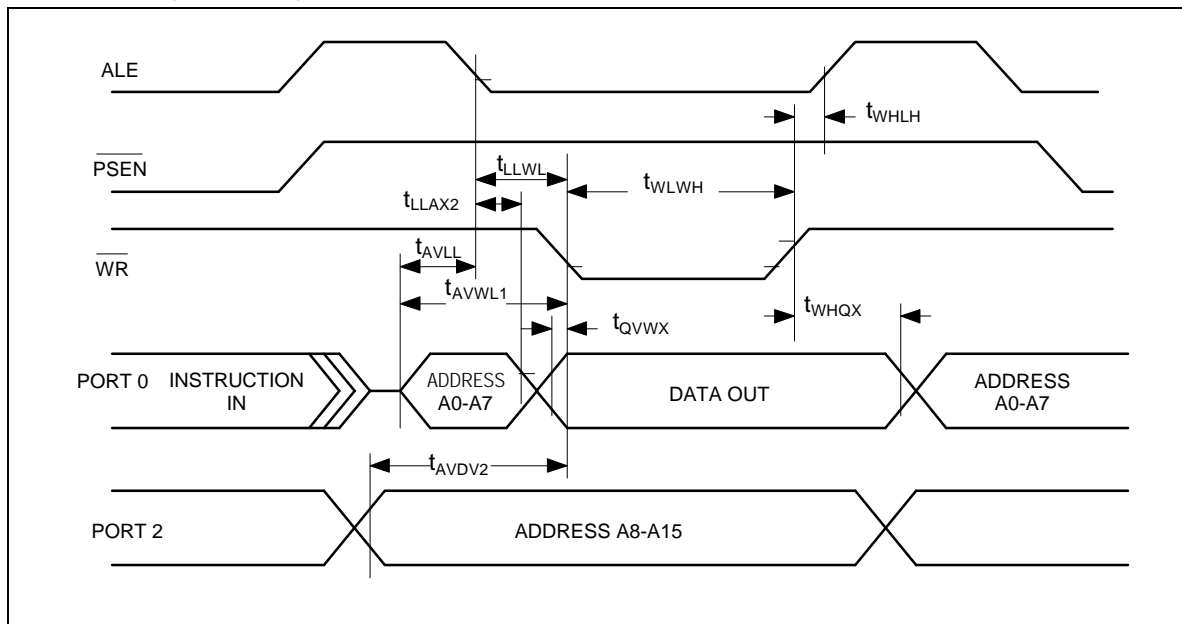 ALE
tWHLH
PSEN
tLLWL
tWLWH
tLLAX2
WR
tAVLL
tAVWL1
tWHQX
tQVWX
PORT 0
INSTRUCTION
IN
ADDRESS
A0-A7
DATA OUT
ADDRESS
A0-A7
tAVDV2
PORT 2
ADDRESS A8-A15